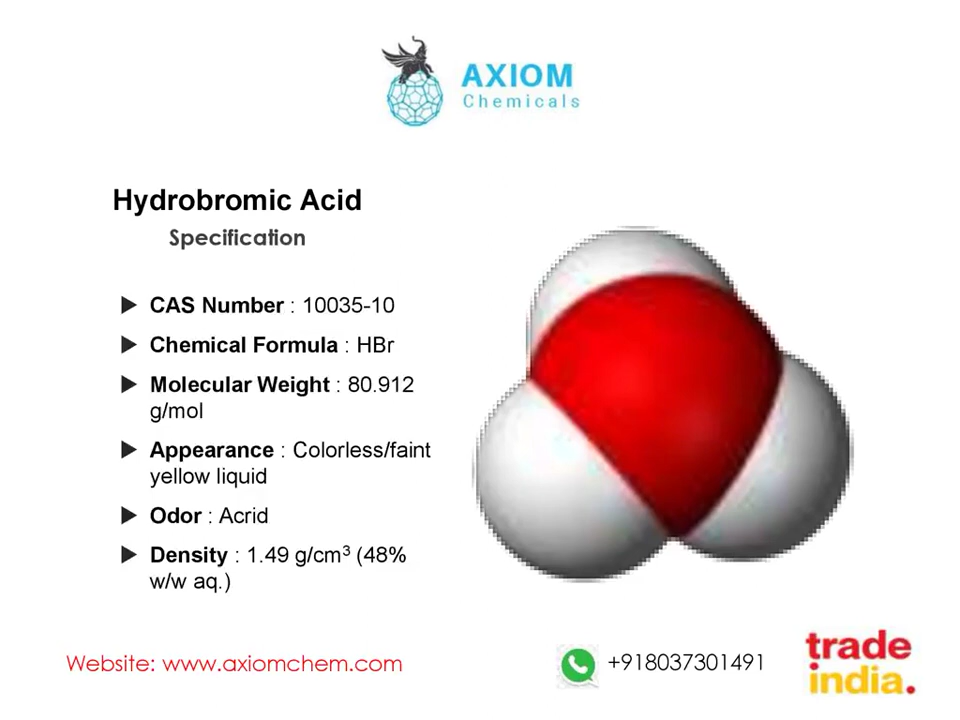 AXIOM
Chemicals
Hydrobromic Acid
Specification
CAS Number : 10035-10
Chemical Formula : HBr
Molecular Weight : 80.912
g/mol
Appearance : Colorless/faint
yellow liquid
Odor : Acrid
Density : 1.49 g/cm³ (48%
w/w aq.)
Website: www.axiomchem.com
+918037301491
trade
india.